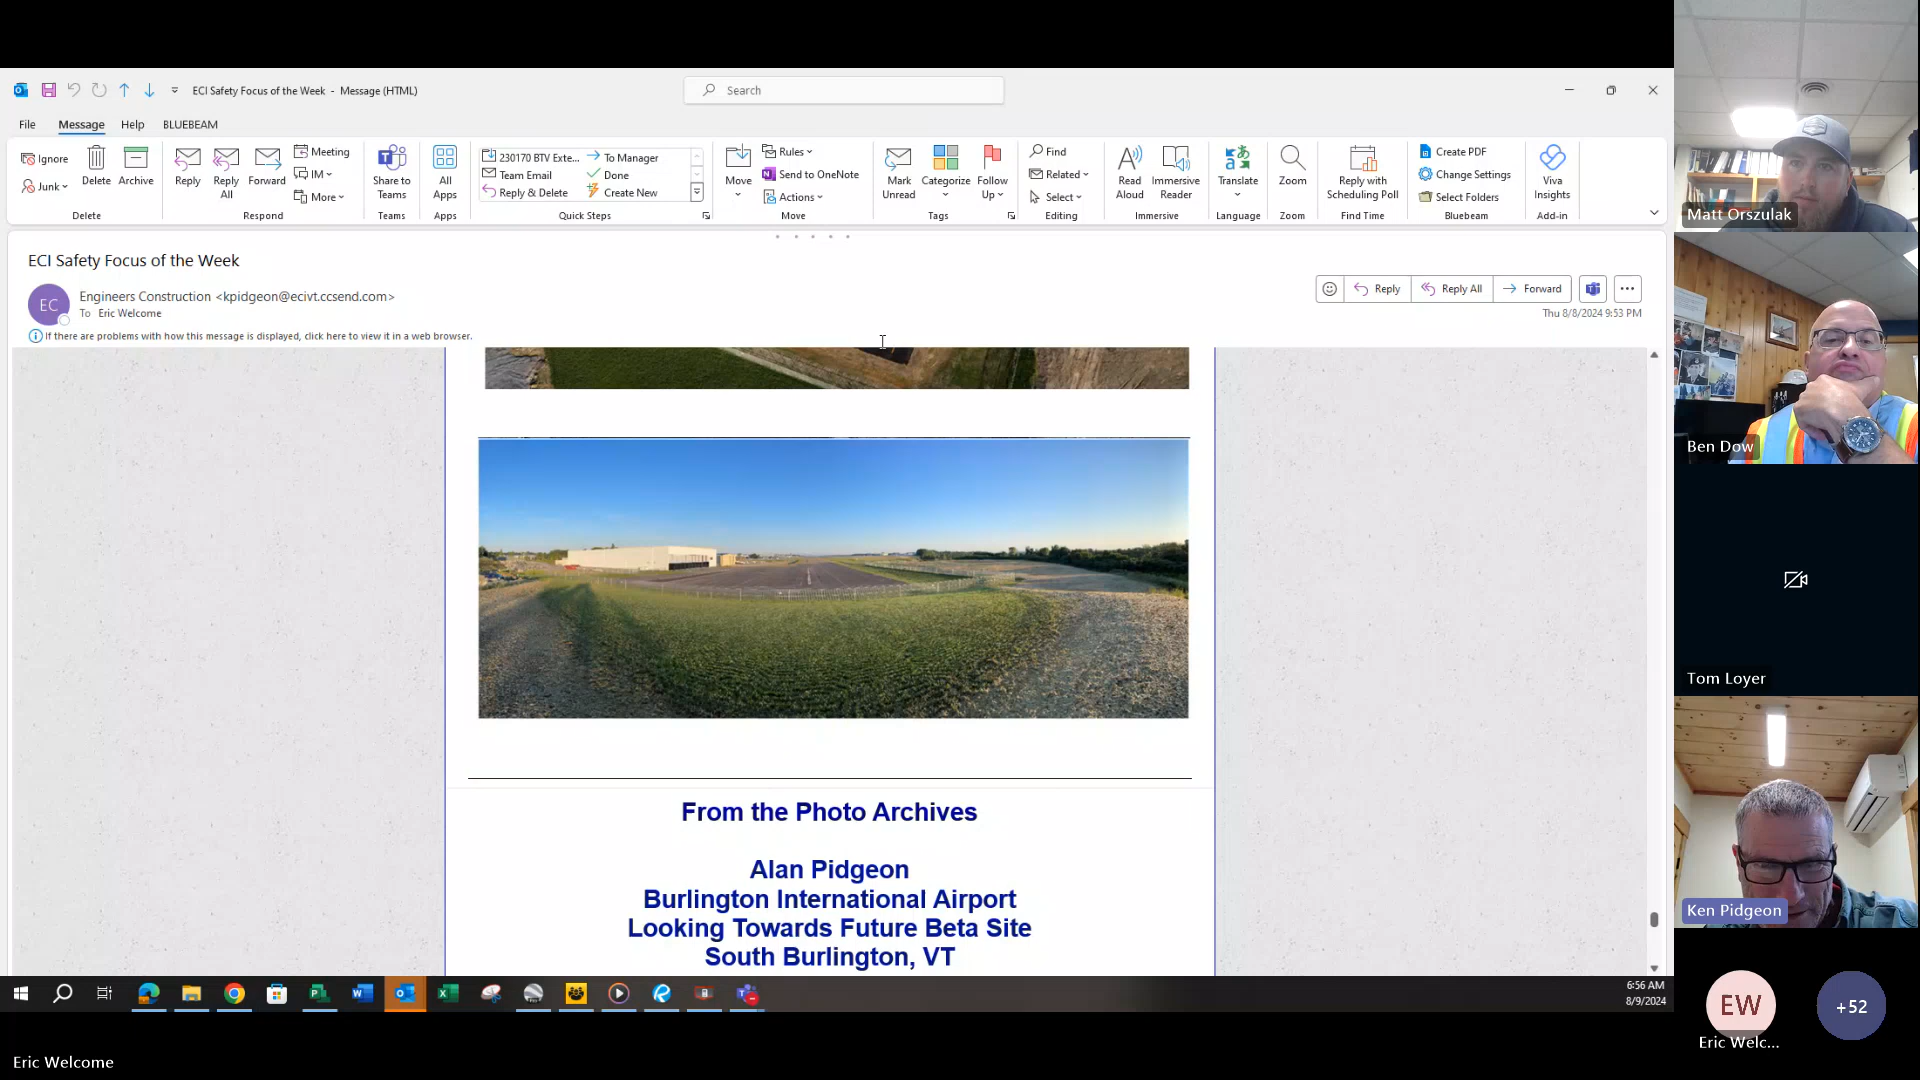 ECI Safety Focus of the Week - Message (HTML)
Search
File Message Help BLUEBEAM
Ignore
Junk
Delete
Archive
Delete
Reply
Reply All
Forward
Meeting
IM
More
Respond
Share to Teams
Teams
All Apps
Apps
230170 BTV Exte...
To Manager
Team Email
Done
Reply & Delete
Create New
Quick Steps
Move
Rules
Send to OneNote
Actions
Move
Mark Unread
Categorize
Follow Up
Tags
Find
Related
Select
Editing
Read Aloud
Immersive Reader
Immersive
Translate
Language
Zoom
Zoom
Reply with Scheduling Poll
Find Time
Create PDF
Change Settings
Select Folders
Bluebeam
Viva Insights
Add-in
ECI Safety Focus of the Week
EC
Engineers Construction <kpidgeon@ecivt.ccsend.com>
To Eric Welcome
Reply
Reply All
Forward
Thu 8/8/2024 9:53 PM
If there are problems with how this message is displayed, click here to view it in a web browser.
From the Photo Archives
Alan Pidgeon
Burlington International Airport
Looking Towards Future Beta Site
South Burlington, VT
6:56 AM
8/9/2024
Eric Welcome
Matt Orszulak
Ben Dow
Tom Loyer
Ken Pidgeon
EW
Eric Welc...
+52